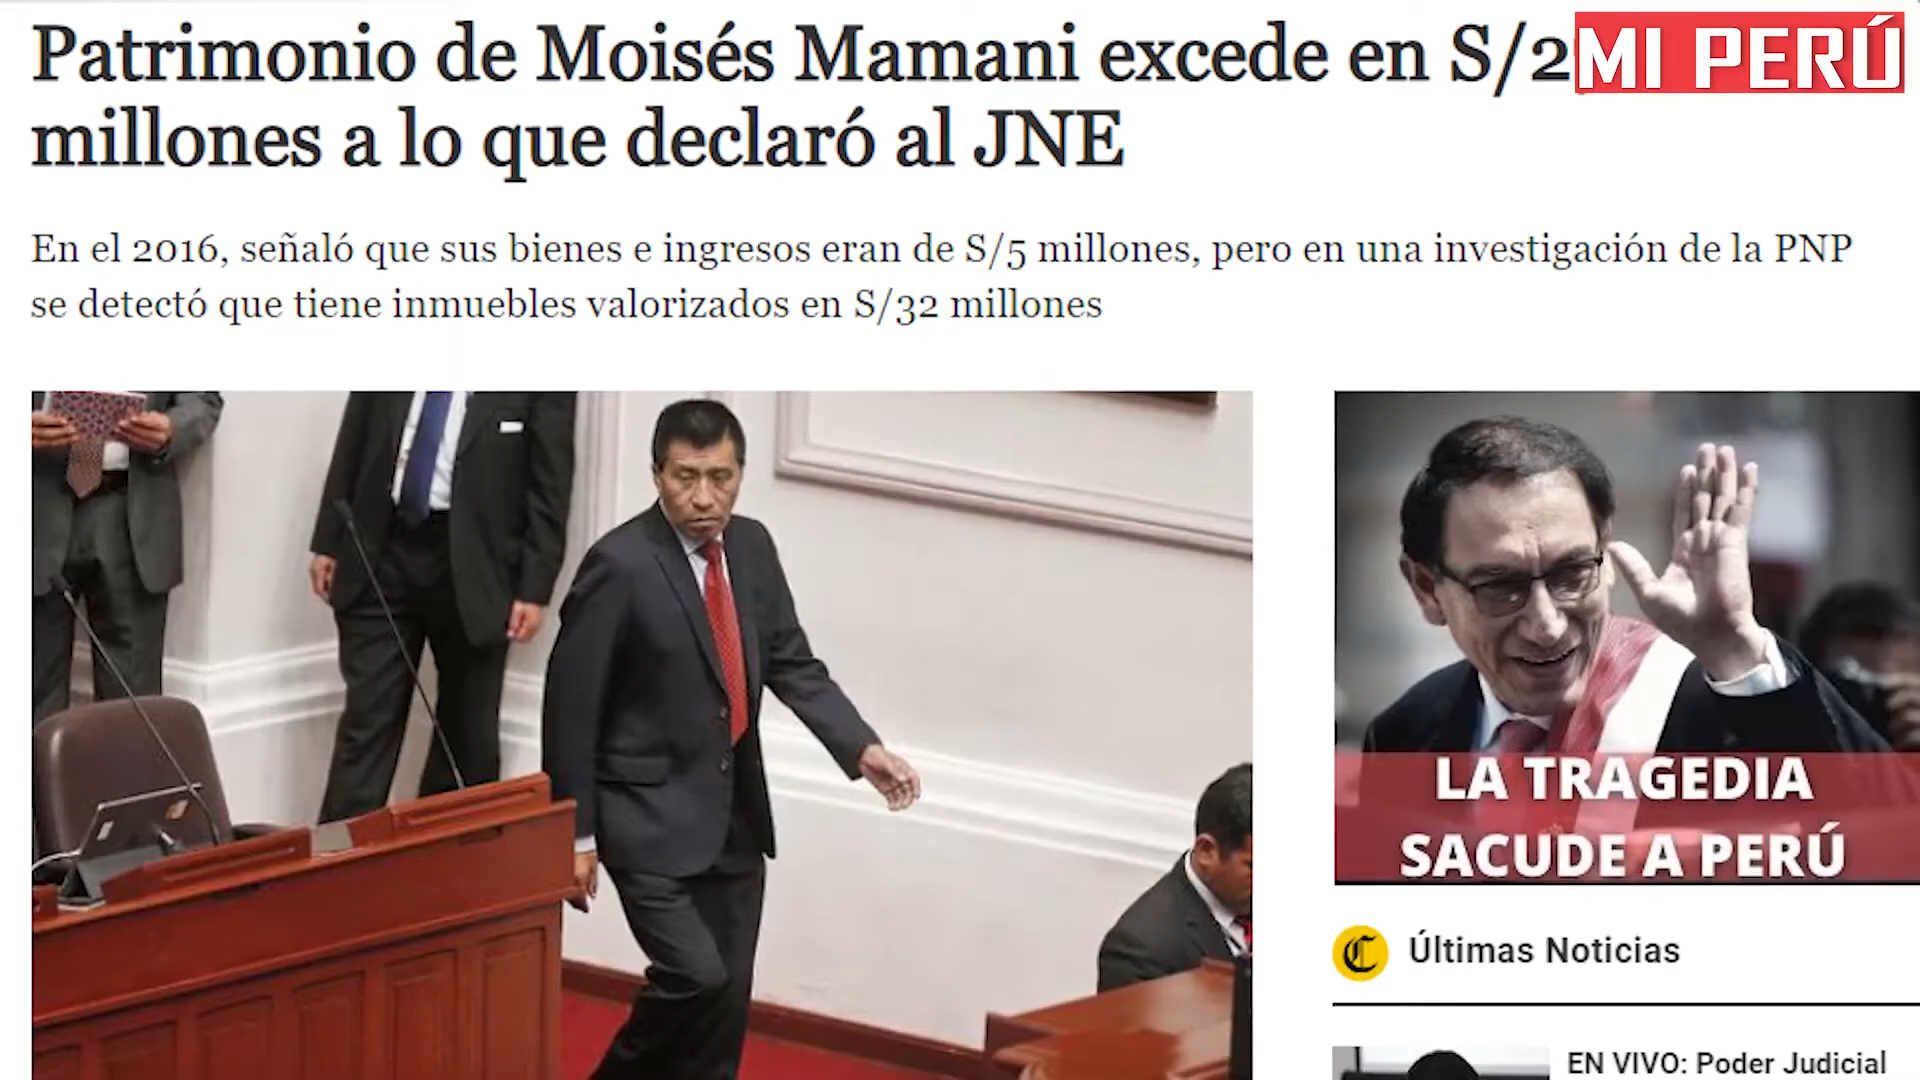 Patrimonio de Moisés Mamani excede en S/2
MI PERÚ
millones a lo que declaró al JNE
En el 2016, señaló que sus bienes e ingresos eran de S/5 millones, pero en una investigación de la PNP
se detectó que tiene inmuebles valorizados en S/32 millones
LA TRAGEDIA
SACUDE A PERÚ
Últimas Noticias
EN VIVO: Poder Judicial